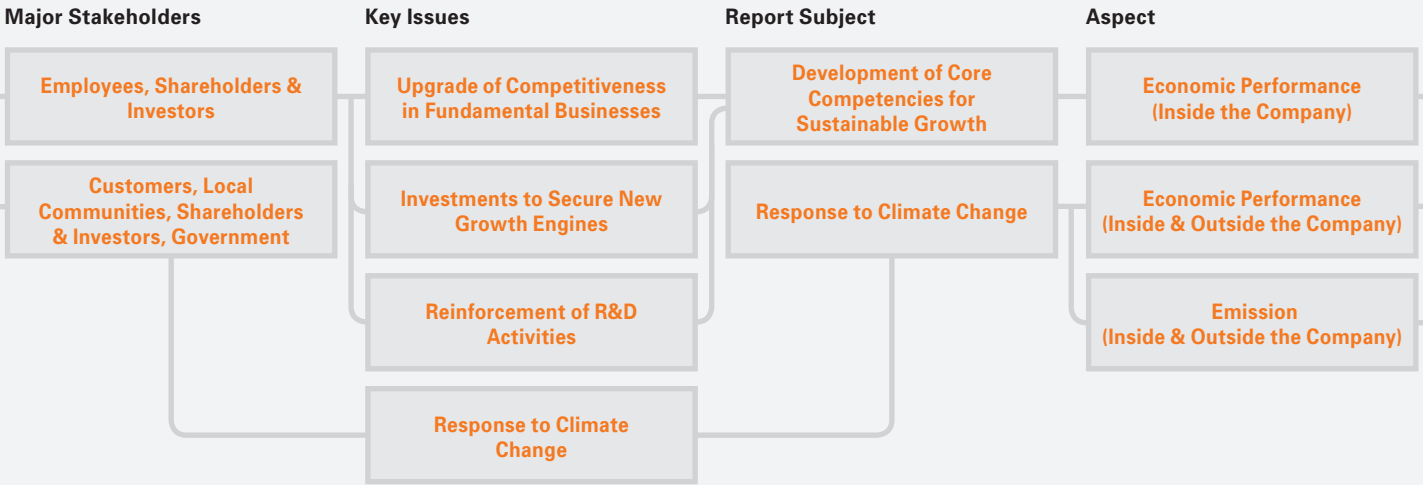 Major Stakeholders
Key Issues
Report Subject
Aspect
Employees, Shareholders &
Investors
Upgrade of Competitiveness
in Fundamental Businesses
Development of Core
Competencies for
Sustainable Growth
Economic Performance
(Inside the Company)
Customers, Local
Communities, Shareholders
& Investors, Government
Investments to Secure New
Growth Engines
Response to Climate Change
Economic Performance
(Inside & Outside the Company)
Reinforcement of R&D
Activities
Emission
(Inside & Outside the Company)
Response to Climate
Change